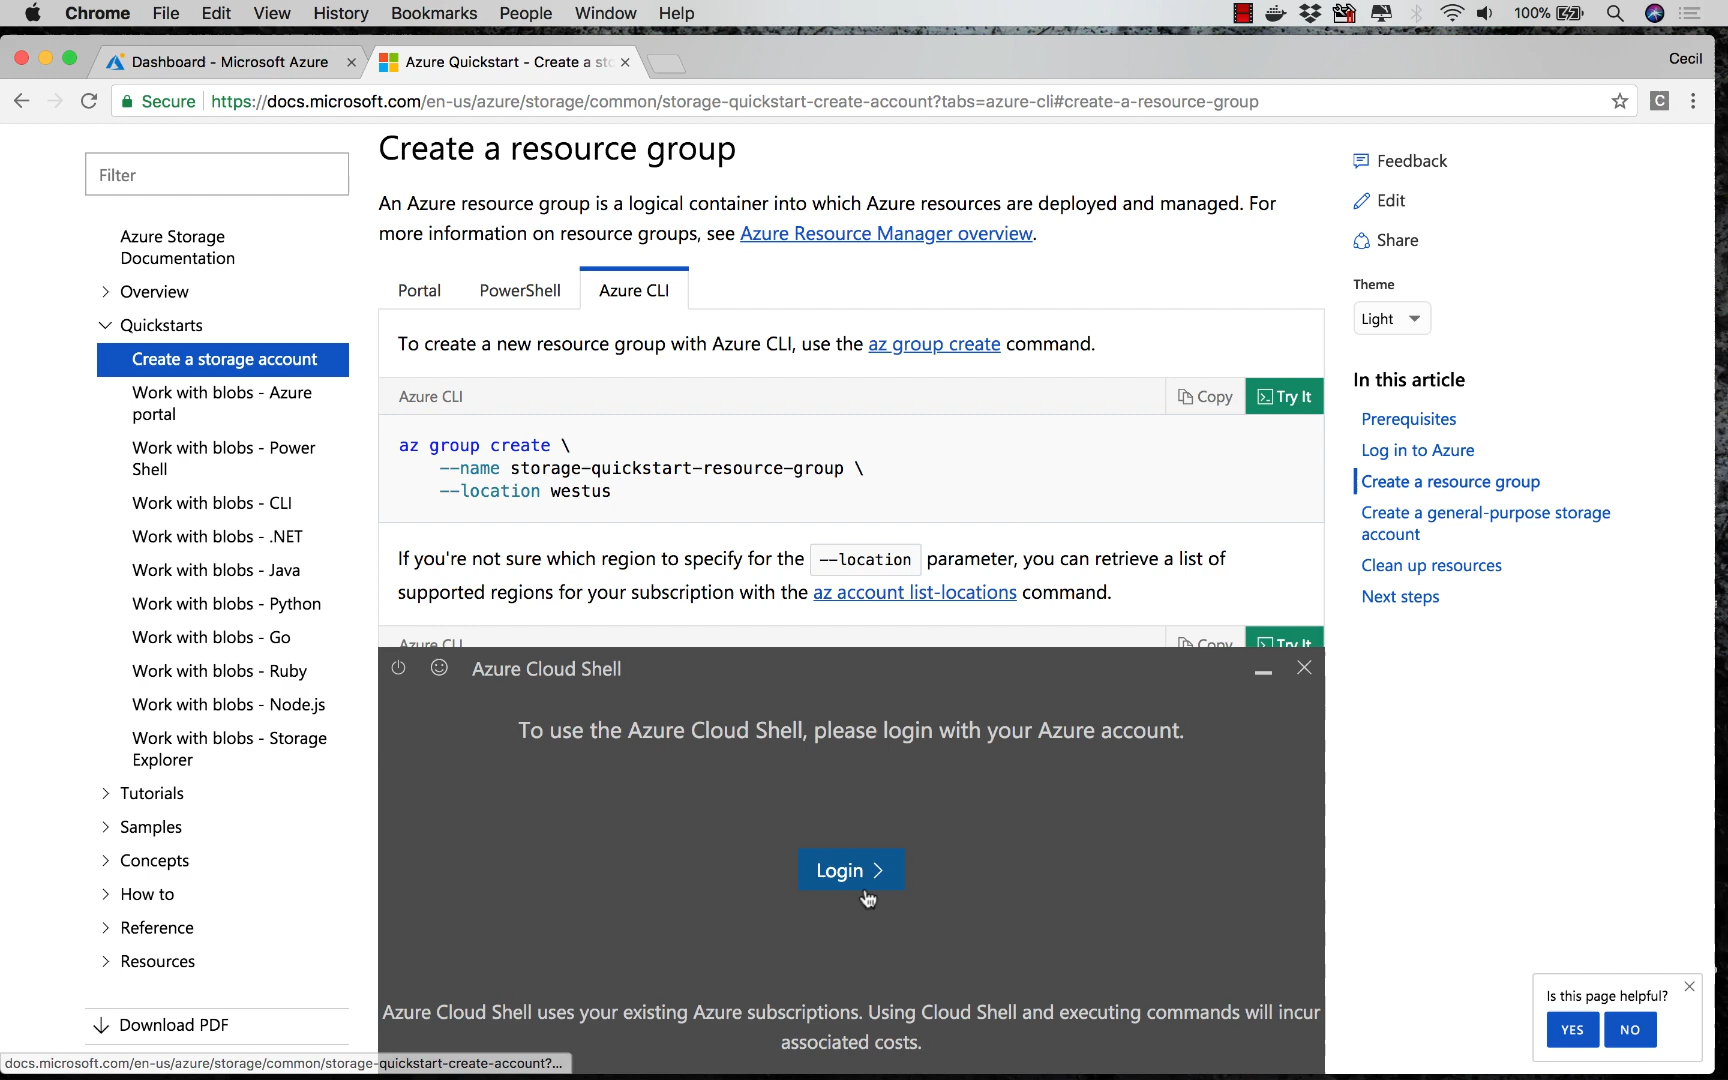 Chrome File Edit View History Bookmarks People Window Help 100%
Dashboard - Microsoft Azure
Azure Quickstart - Create a sto
Cecil
Secure https://docs.microsoft.com/en-us/azure/storage/common/storage-quickstart-create-account?tabs=azure-cli#create-a-resource-group
C
Filter
Azure Storage
Documentation
Overview
Quickstarts
Create a storage account
Work with blobs - Azure
portal
Work with blobs - Power
Shell
Work with blobs - CLI
Work with blobs - .NET
Work with blobs - Java
Work with blobs - Python
Work with blobs - Go
Work with blobs - Ruby
Work with blobs - Node.js
Work with blobs - Storage
Explorer
Tutorials
Samples
Concepts
How to
Reference
Resources
Download PDF
docs.microsoft.com/en-us/azure/storage/common/storage-quickstart-create-account?...
Create a resource group
An Azure resource group is a logical container into which Azure resources are deployed and managed. For
more information on resource groups, see Azure Resource Manager overview.
Portal PowerShell Azure CLI
To create a new resource group with Azure CLI, use the az group create command.
Azure CLI Copy Try It
az group create \
--name storage-quickstart-resource-group \
--location westus
If you're not sure which region to specify for the --location parameter, you can retrieve a list of
supported regions for your subscription with the az account list-locations command.
Azure CLI Copy Try It
Azure Cloud Shell
To use the Azure Cloud Shell, please login with your Azure account.
Login
Azure Cloud Shell uses your existing Azure subscriptions. Using Cloud Shell and executing commands will incur
associated costs.
Feedback
Edit
Share
Theme
Light
In this article
Prerequisites
Log in to Azure
Create a resource group
Create a general-purpose storage
account
Clean up resources
Next steps
Is this page helpful?
YES NO